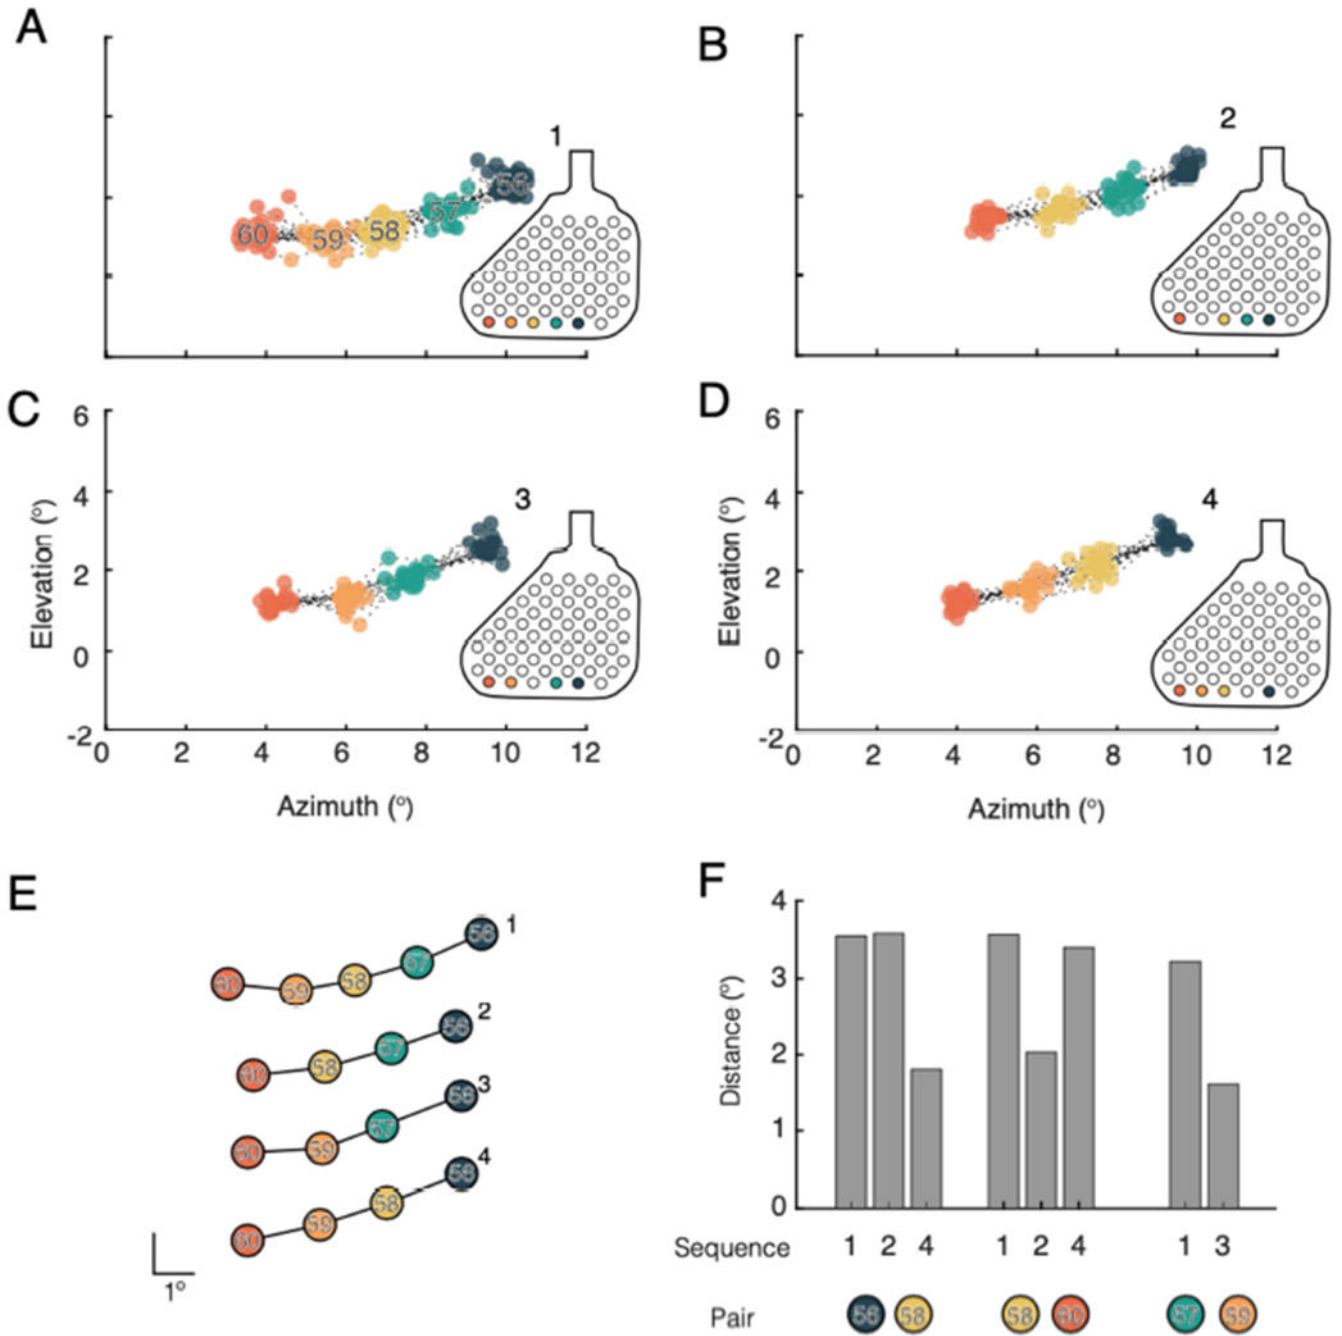 A
1
60 59 58 57 56
B
2
C
6
4
2
0
-2
Elevation (º)
3
0 2 4 6 8 10 12
Azimuth (º)
D
6
4
2
0
-2
Elevation (º)
4
0 2 4 6 8 10 12
Azimuth (º)
E
60 59 58 57 56 1
60 58 57 56 2
60 59 57 56 3
60 59 58 56 4
1º
F
4
3
2
1
0
Distance (º)
Sequence 1 2 4 1 2 4 1 3
Pair 56 58 58 60 57 59